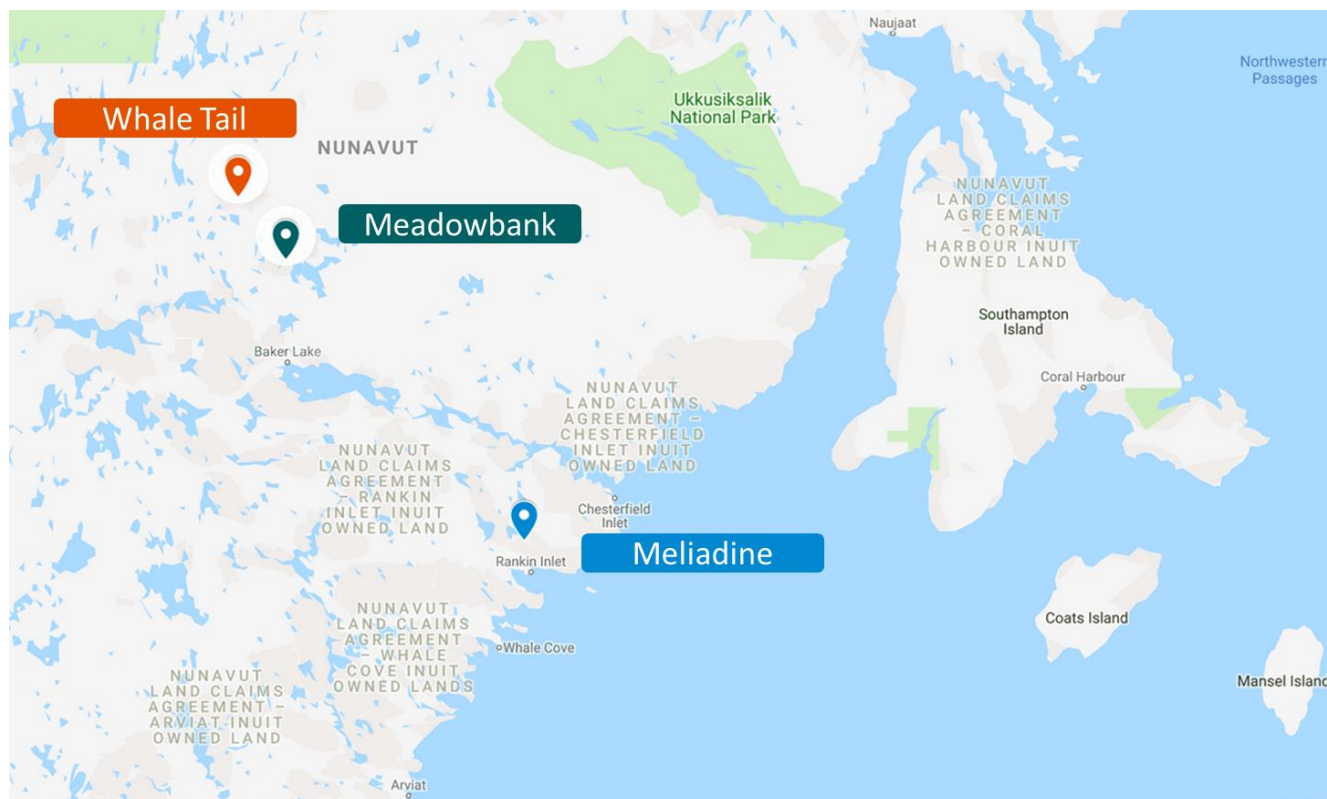 Naujaat
Northwestern
Passages
Ukkusiksalik
National Park
Whale Tail
NUNAVUT
Meadowbank
NUNAVUT
LAND CLAIMS
AGREEMENT
– CORAL
HARBOUR INUIT
OWNED LAND
Southampton
Island
Baker Lake
Coral Harbour
NUNAVUT
LAND CLAIMS
AGREEMENT –
CHESTERFIELD
INLET INUIT
OWNED LAND
NUNAVUT
LAND CLAIMS
AGREEMENT
– RANKIN
INLET INUIT
OWNED LAND
Chesterfield
Inlet
Meliadine
Rankin Inlet
NUNAVUT
LAND CLAIMS
AGREEMENT
– WHALE
COVE INUIT
OWNED LANDS
Whale Cove
Coats Island
Mansel Island
NUNAVUT
LAND CLAIMS
AGREEMENT –
ARVIAT INUIT
OWNED LAND
Arviat